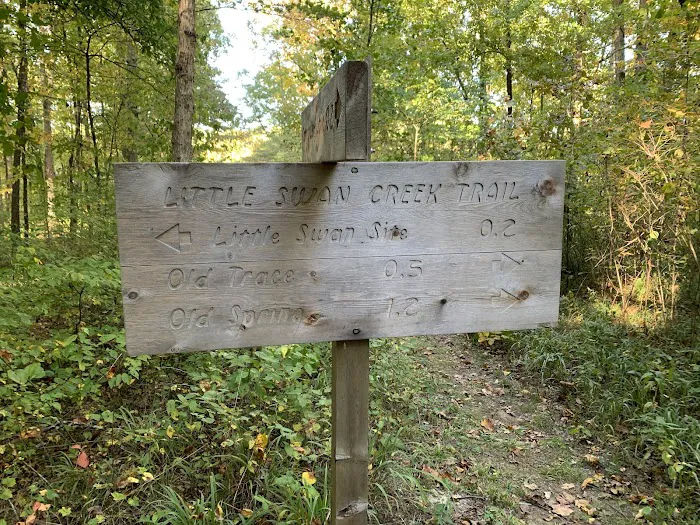 LITTLE SWAN CREEK TRAIL
Little Swan Site 0.2
Old Trace 0.5
Old Spring 1.2